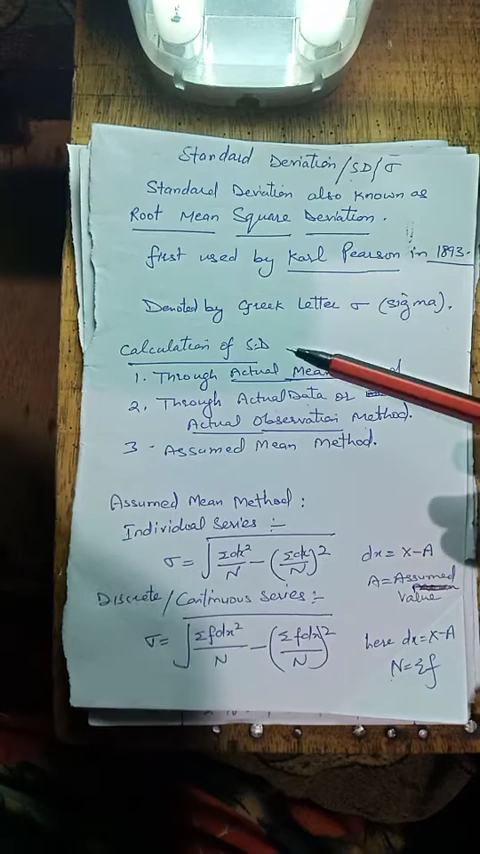 Standard Deviation/SD/σ
Standard Deviation also known as
Root Mean Square Deviation.
first used by Karl Pearson in 1893.
Denoted by Greek Letter σ (sigma).
Calculation of S.D
1. Through Actual Mean
2. Through Actual Data or
Actual Observation Method.
3 - Assumed Mean Method.
Assumed Mean Method:
Individual Series :-
σ = √(Σdx²/N - (Σdx/N)²) dx = X-A
A = Assumed
Value
Discrete/Continuous Series :-
σ = √(Σfdx²/N - (Σfdx/N)²) here dx = X-A
N = Σf